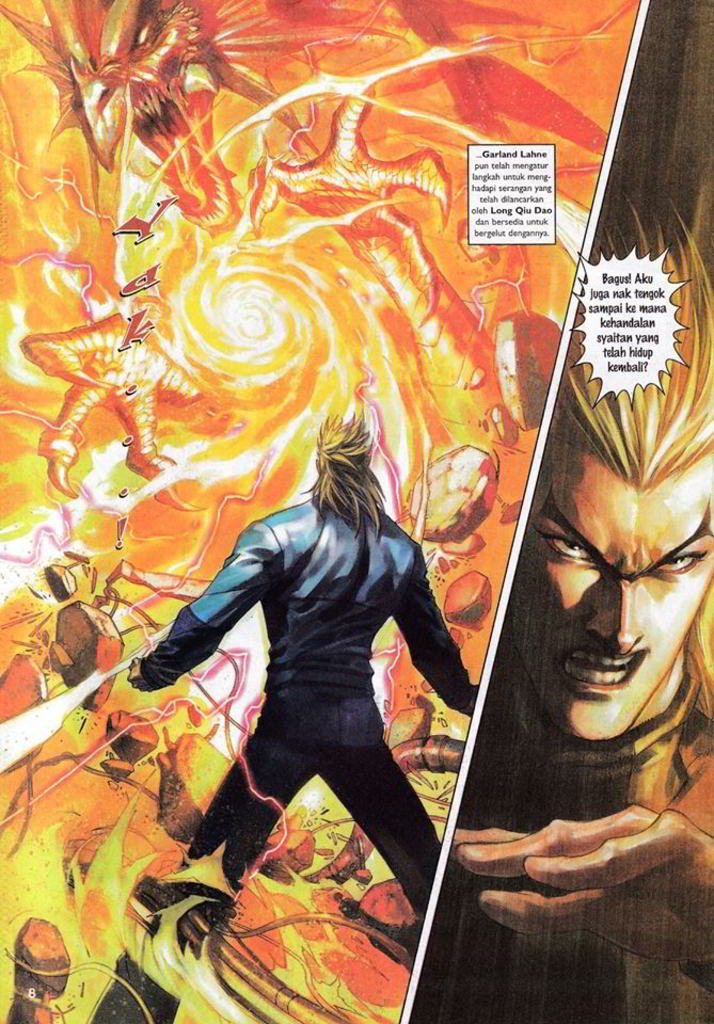 ...Garland Lahne
pun telah mengatur
langkah untuk meng-
hadapi serangan yang
telah dilancarkan
oleh Long Qiu Dao
dan bersedia untuk
bergelut dengannya.
Yakeee!
Bagus! Aku
juga nak tengok
sampai ke mana
kehandalan
syaitan yang
telah hidup
kembali?
8